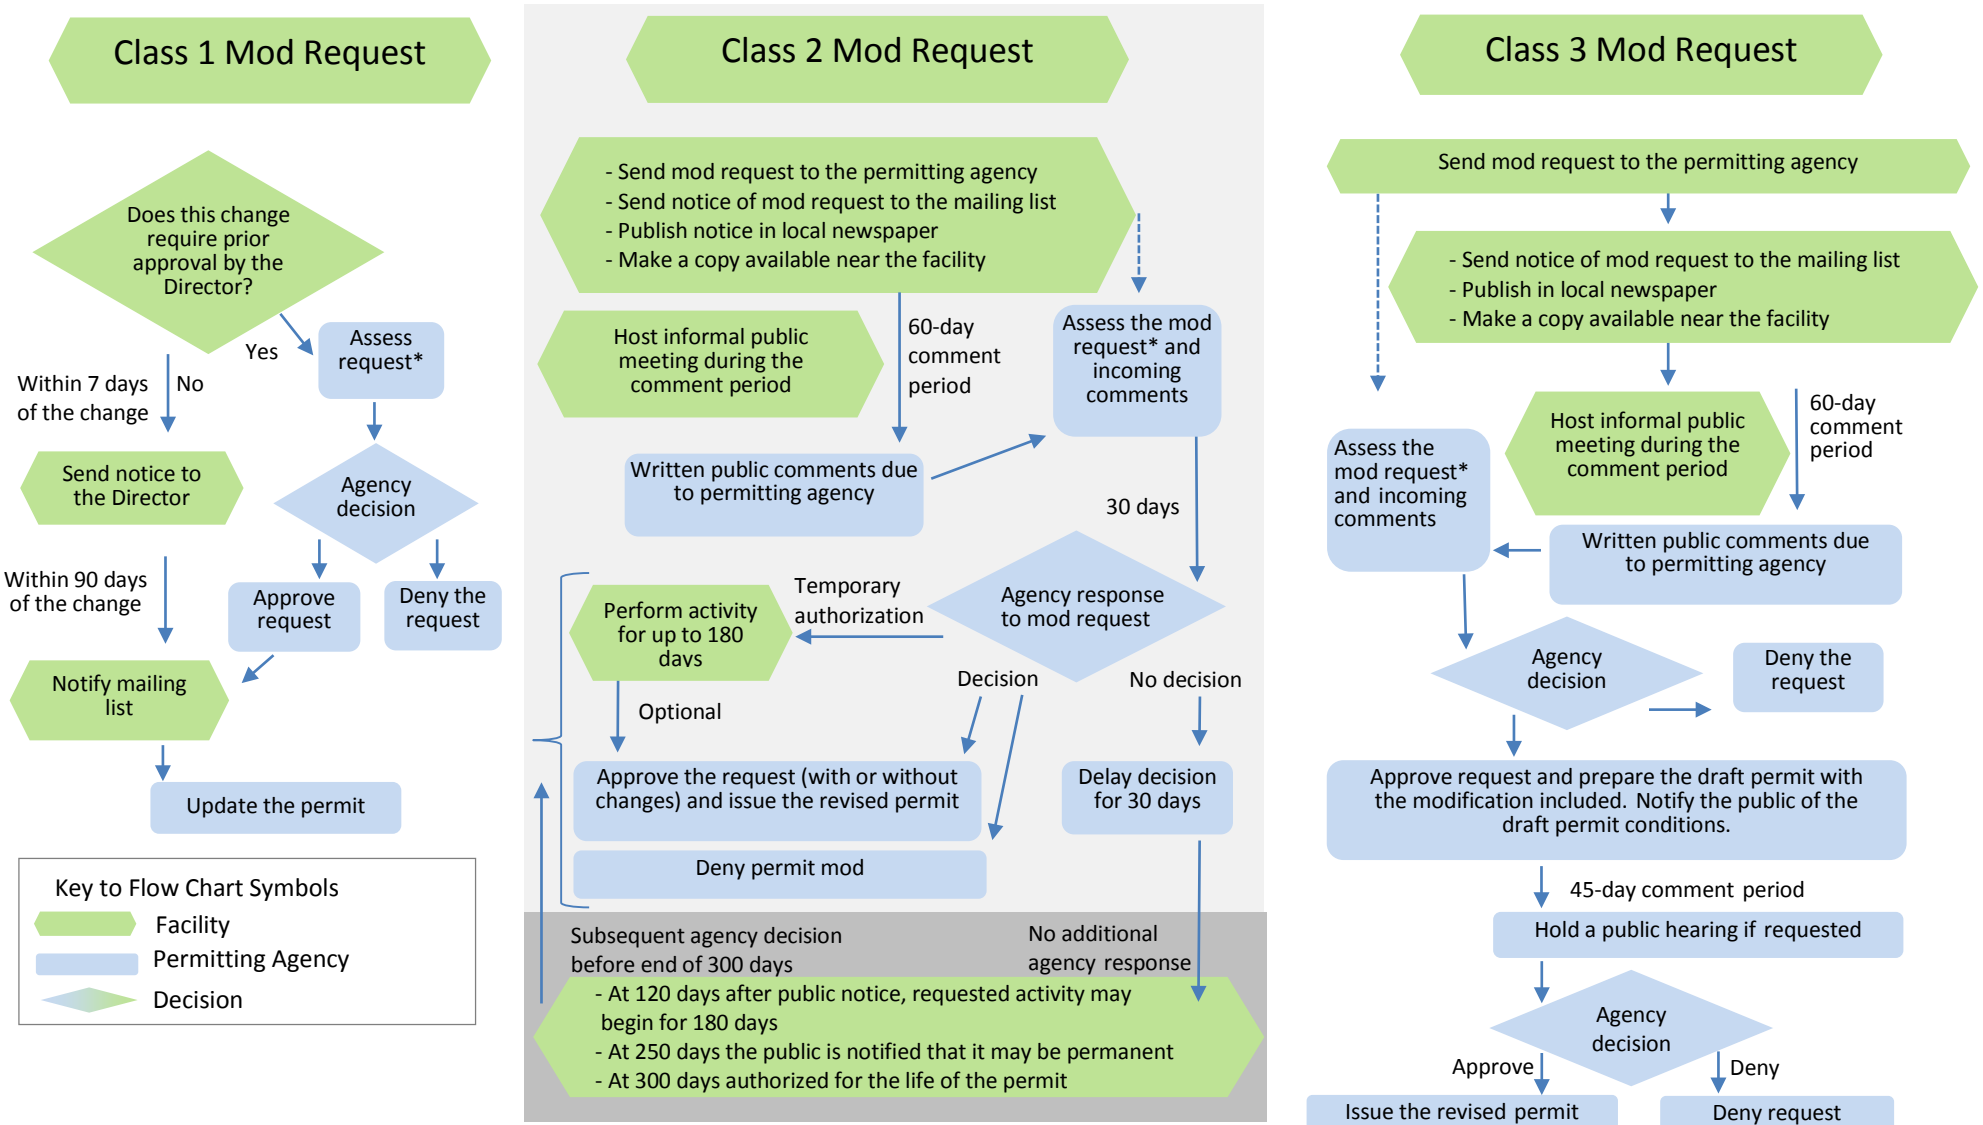 Class 1 Mod Request
Does this change
require prior
approval by the
Director?
Yes
Assess
request*
Within 7 days
of the change
No
Send notice to
the Director
Agency
decision
Within 90 days
of the change
Approve
request
Deny the
request
Notify mailing
list
Update the permit
Key to Flow Chart Symbols
Facility
Permitting Agency
Decision
Class 2 Mod Request
- Send mod request to the permitting agency
- Send notice of mod request to the mailing list
- Publish notice in local newspaper
- Make a copy available near the facility
Host informal public
meeting during the
comment period
60-day
comment
period
Assess the mod
request* and
incoming
comments
Written public comments due
to permitting agency
30 days
Agency response
to mod request
Temporary
authorization
Perform activity
for up to 180
days
Decision
No decision
Optional
Approve the request (with or without
changes) and issue the revised permit
Delay decision
for 30 days
Deny permit mod
Subsequent agency decision
before end of 300 days
No additional
agency response
- At 120 days after public notice, requested activity may
begin for 180 days
- At 250 days the public is notified that it may be permanent
- At 300 days authorized for the life of the permit
Class 3 Mod Request
Send mod request to the permitting agency
- Send notice of mod request to the mailing list
- Publish in local newspaper
- Make a copy available near the facility
Host informal public
meeting during the
comment period
60-day
comment
period
Assess the
mod request*
and incoming
comments
Written public comments due
to permitting agency
Agency
decision
Deny the
request
Approve request and prepare the draft permit with
the modification included. Notify the public of the
draft permit conditions.
45-day comment period
Hold a public hearing if requested
Agency
decision
Approve
Deny
Issue the revised permit
Deny request